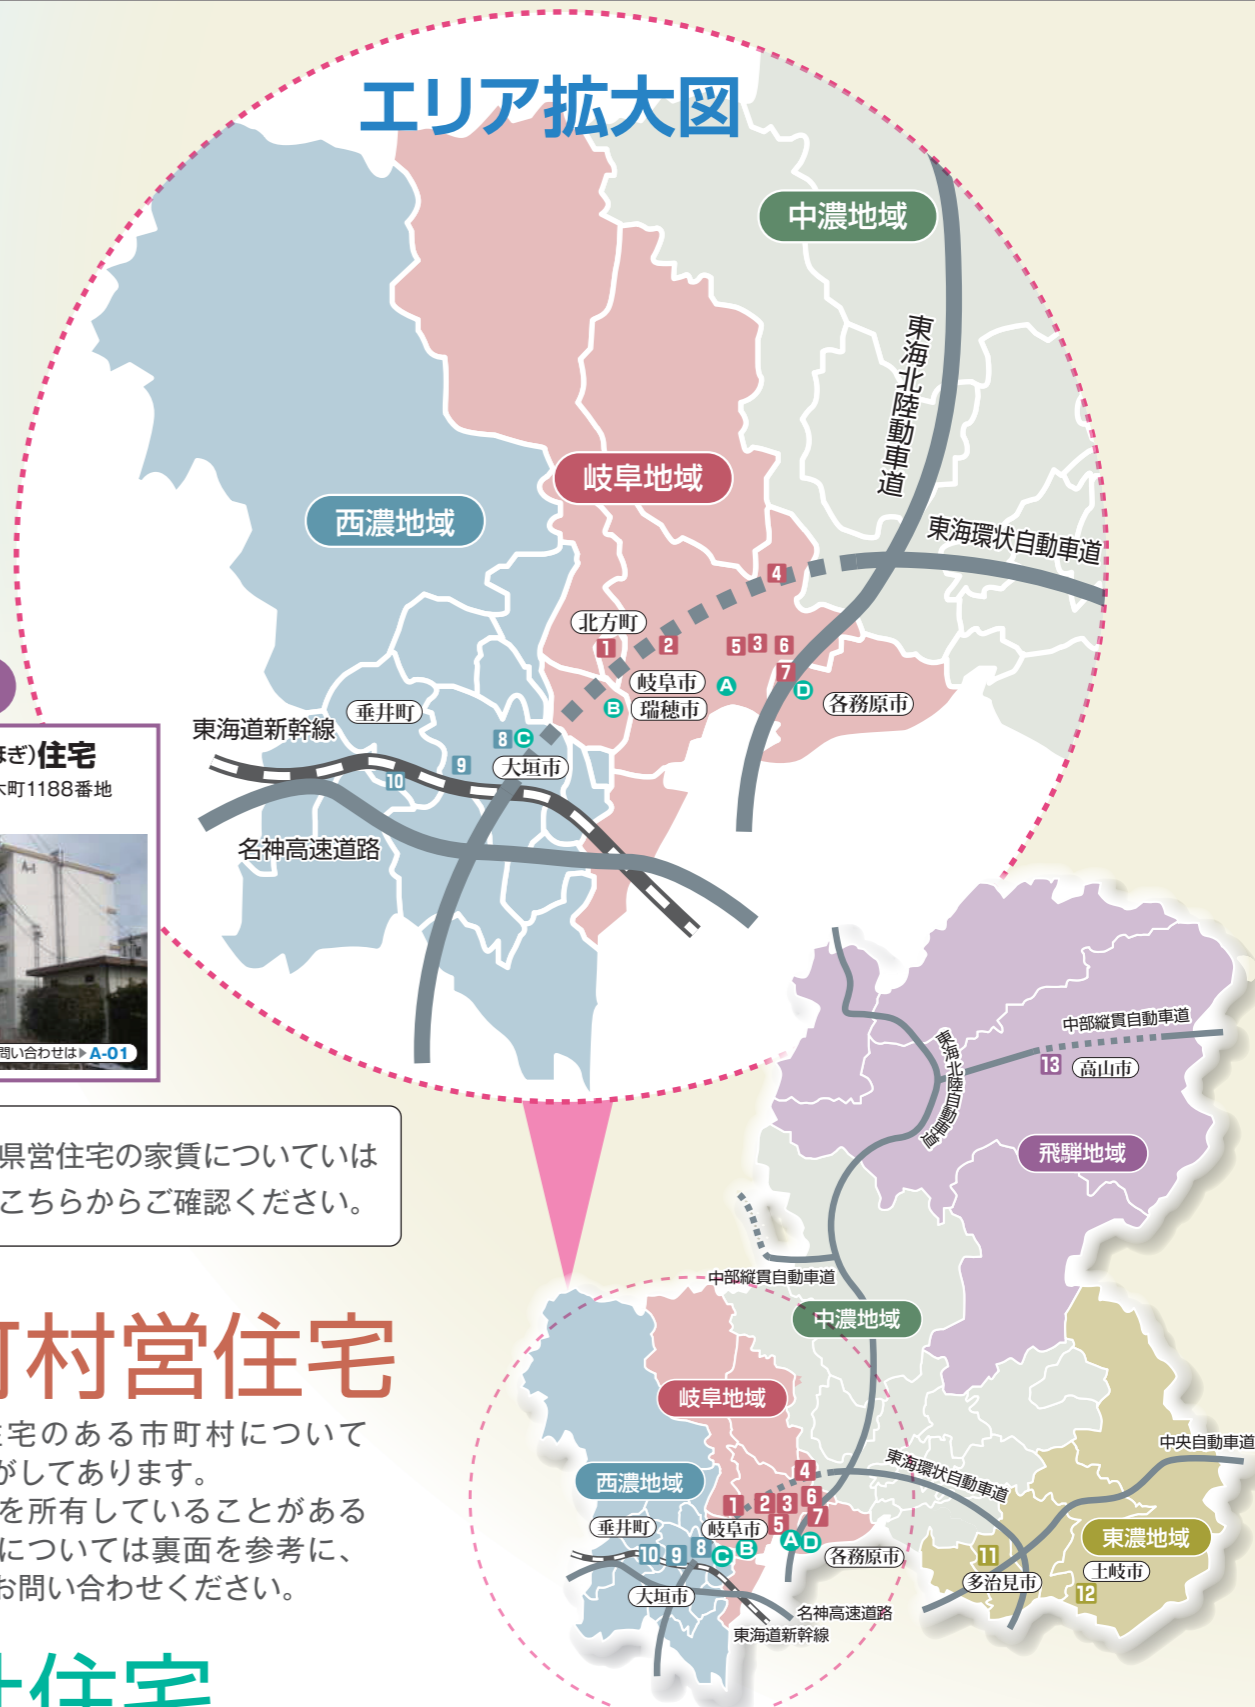 エリア拡大図
中濃地域
東海北陸動車道
岐阜地域
西濃地域
東海環状自動車道
4
北方町
1
2
5
3
6
7
岐阜市
A
D
B
瑞穂市
各務原市
垂井町
東海道新幹線
8
C
9
大垣市
10
名神高速道路
ほぎ)住宅
町1188番地
A-1
問い合わせは▶A-01
県営住宅の家賃についていは
こちらからご確認ください。
町村営住宅
住宅のある市町村について
がしてあります。
を所有していることがある
については裏面を参考に、
お問い合わせください。
住宅
中部縦貫自動車道
東海北陸自動車道
13
高山市
飛騨地域
中部縦貫自動車道
中濃地域
岐阜地域
中央自動車道
西濃地域
4
東海環状自動車道
1
2
3
6
5
7
垂井町
岐阜市
東濃地域
10
9
8
C
B
A
D
各務原市
11
土岐市
多治見市
12
大垣市
名神高速道路
東海道新幹線